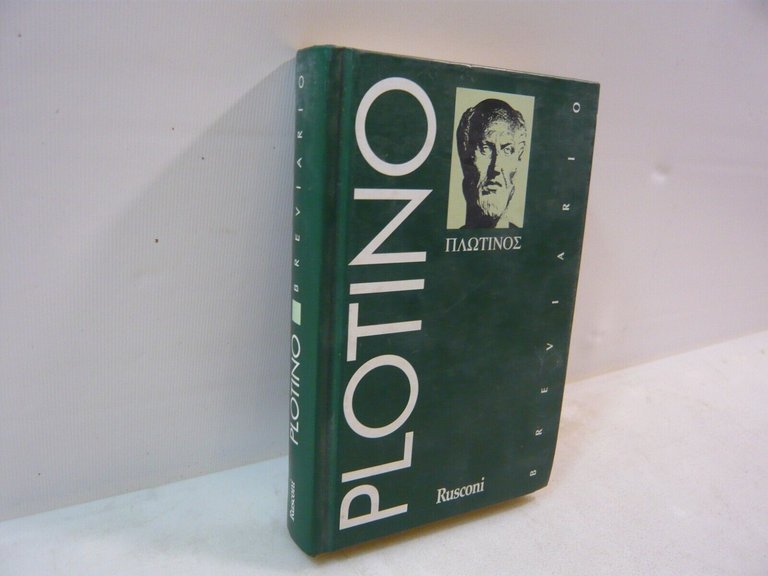 PLOTINO
ΠΛΩΤΙΝΟΣ
BREVIARIO
Rusconi
PLOTINO BREVIARIO
Rusconi